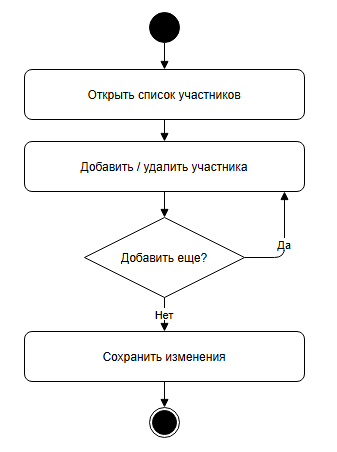 Открыть список участников
Добавить / удалить участника
Добавить еще?
Да
Нет
Сохранить изменения